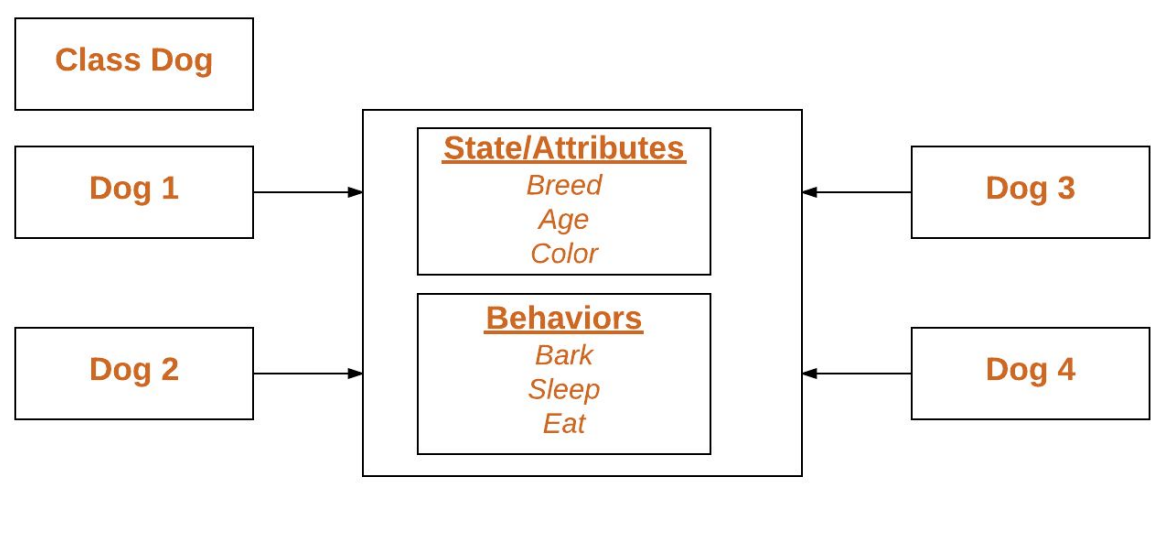 Class Dog
Dog 1
Dog 2
State/Attributes
Breed
Age
Color
Behaviors
Bark
Sleep
Eat
Dog 3
Dog 4